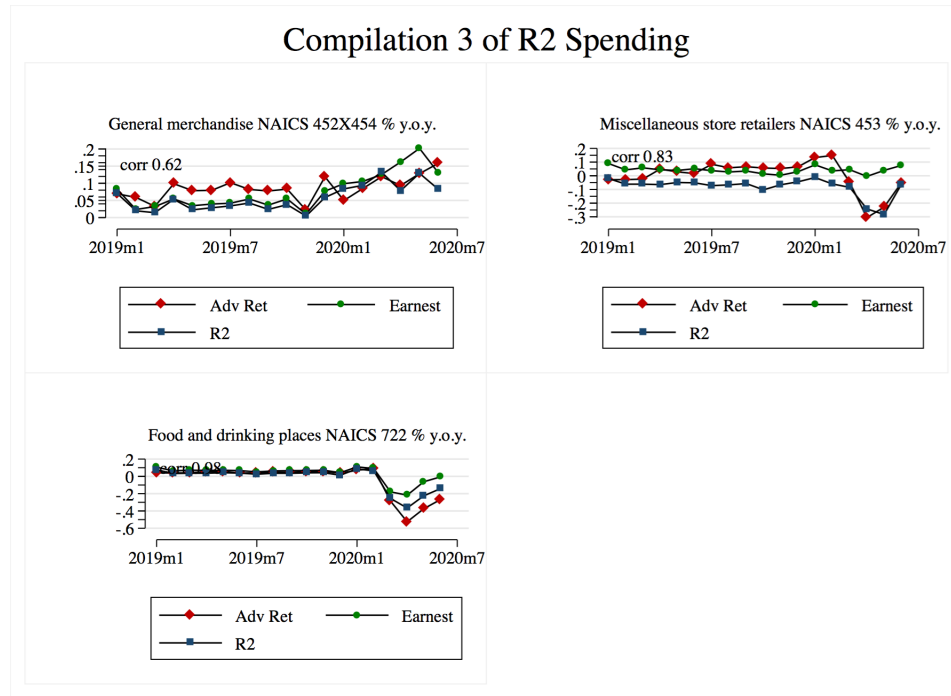 Compilation 3 of R2 Spending
General merchandise NAICS 452X454 % y.o.y.
.2
.15
.1
.05
0
corr 0.62
2019m1 2019m7 2020m1 2020m7
Adv Ret Earnest
R2
Miscellaneous store retailers NAICS 453 % y.o.y.
.2
.1
0
-.1
-.2
-.3
corr 0.83
2019m1 2019m7 2020m1 2020m7
Adv Ret Earnest
R2
Food and drinking places NAICS 722 % y.o.y.
.2
0
-.2
-.4
-.6
corr 0.08
2019m1 2019m7 2020m1 2020m7
Adv Ret Earnest
R2